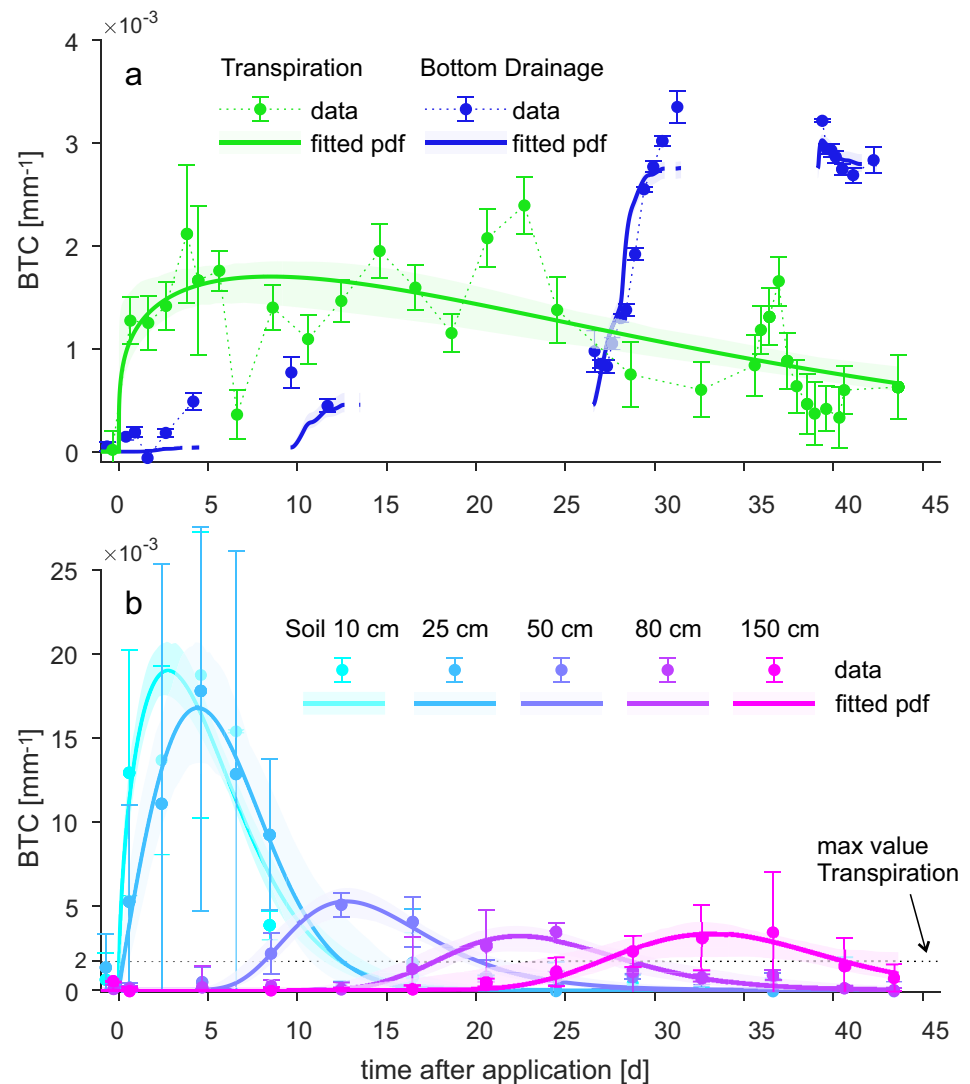 ×10⁻³
a
Transpiration Bottom Drainage
data data
fitted pdf fitted pdf
BTC [mm⁻¹]
4
3
2
1
0
0 5 10 15 20 25 30 35 40 45
×10⁻³
b
Soil 10 cm 25 cm 50 cm 80 cm 150 cm
data
fitted pdf
BTC [mm⁻¹]
25
20
15
10
5
2
0
max value
Transpiration
0 5 10 15 20 25 30 35 40 45
time after application [d]